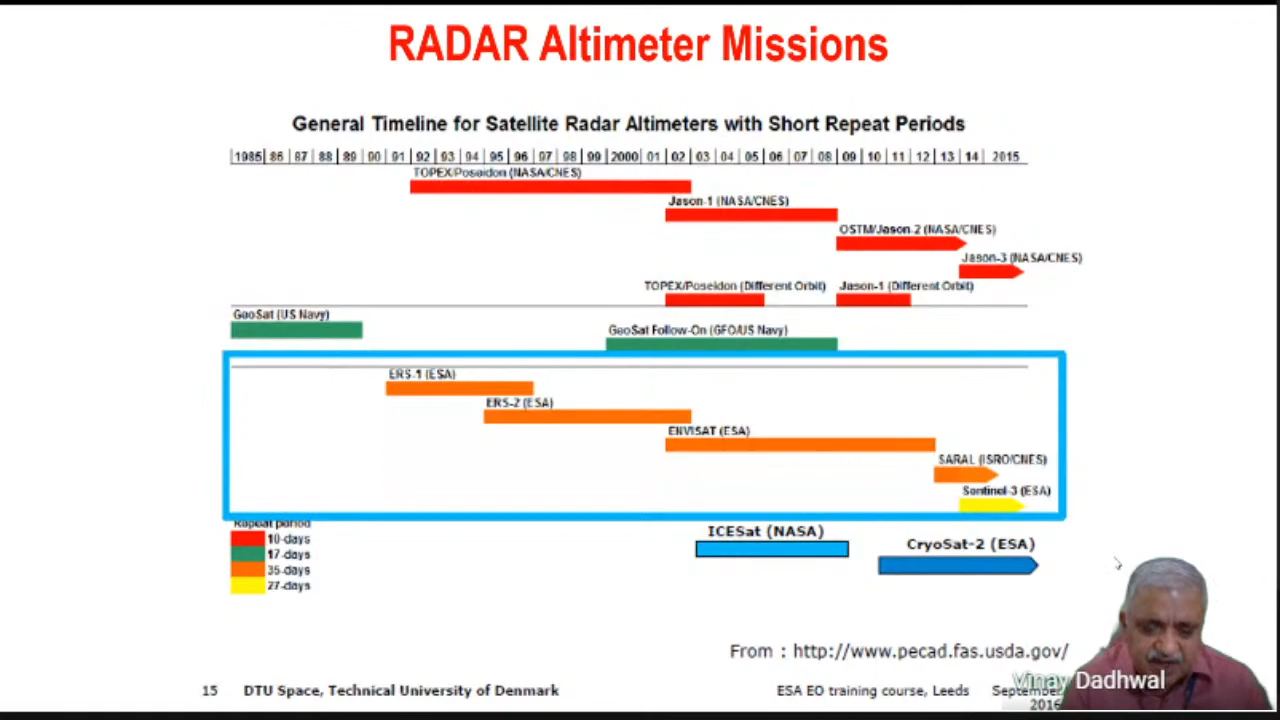 RADAR Altimeter Missions
General Timeline for Satellite Radar Altimeters with Short Repeat Periods
1985 86 87 88 89 90 91 92 93 94 95 96 97 98 99 2000 01 02 03 04 05 06 07 08 09 10 11 12 13 14 2015
TOPEX/Poseidon (NASA/CNES)
Jason-1 (NASA/CNES)
OSTM/Jason-2 (NASA/CNES)
Jason-3 (NASA/CNES)
TOPEX/Poseidon (Different Orbit) Jason-1 (Different Orbit)
GeoSat (US Navy)
GeoSat Follow-On (GFO/US Navy)
ERS-1 (ESA)
ERS-2 (ESA)
ENVISAT (ESA)
SARAL (ISRO/CNES)
Sentinel-3 (ESA)
Repeat period
10-days
17-days
35-days
27-days
ICESat (NASA)
CryoSat-2 (ESA)
From : http://www.pecad.fas.usda.gov/
15 DTU Space, Technical University of Denmark ESA EO training course, Leeds September
2016
Vinay Dadhwal